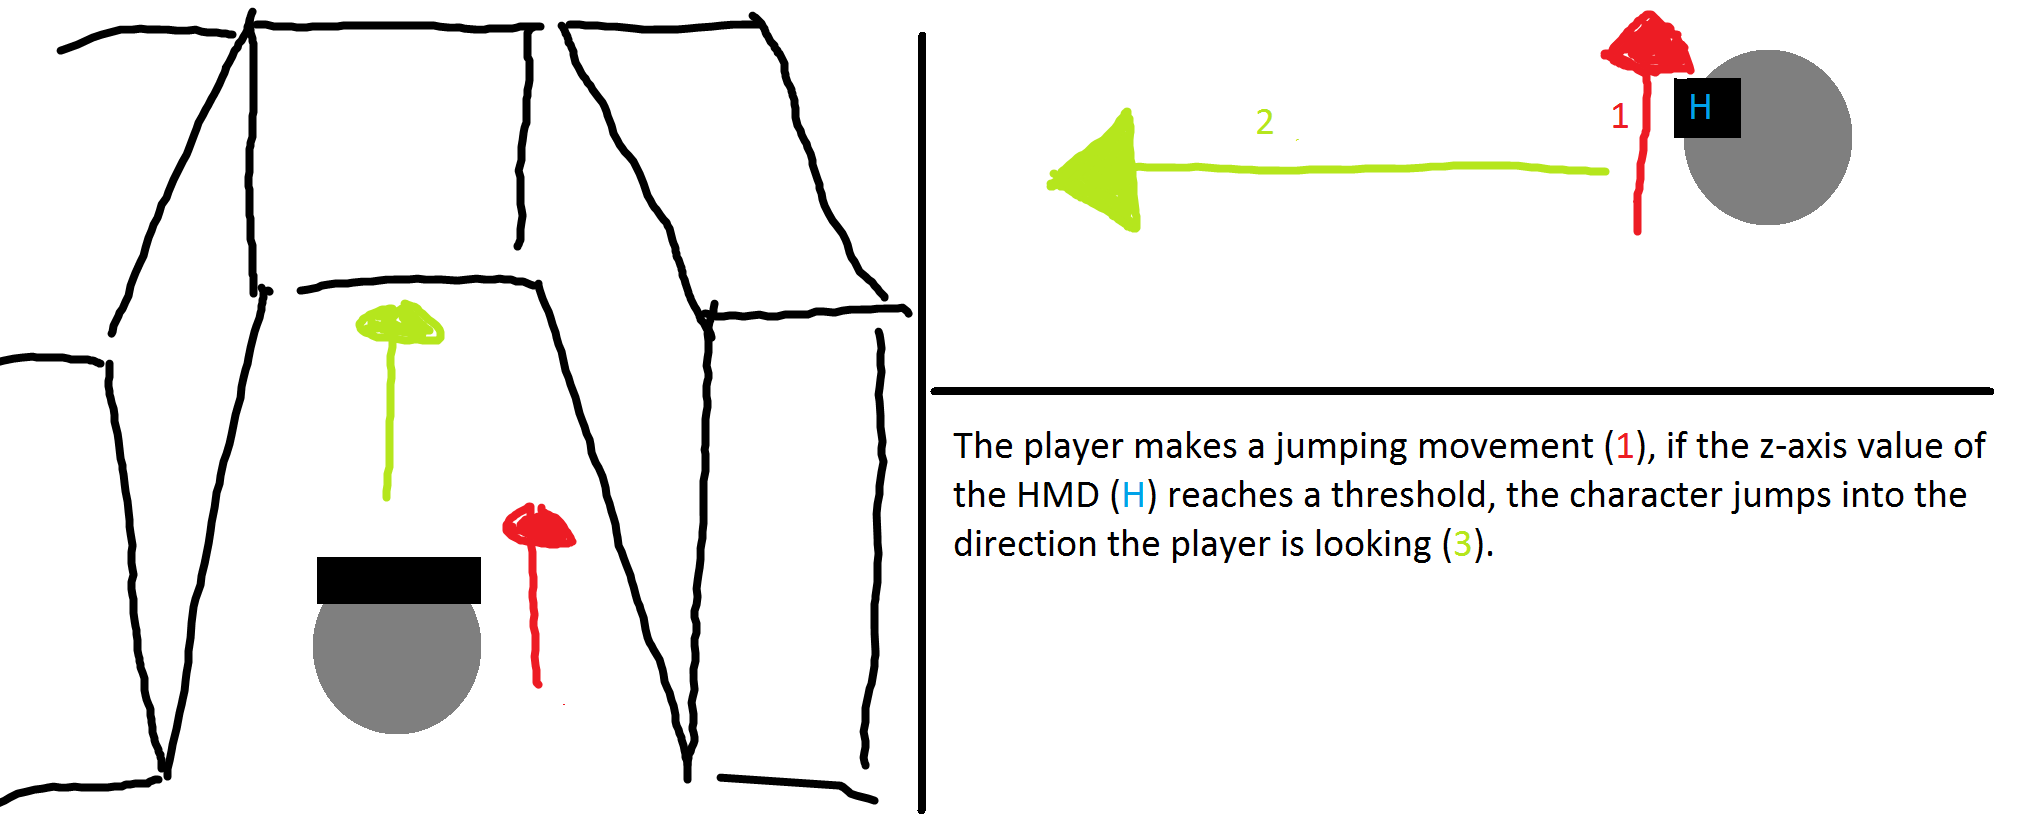 2
1
H
The player makes a jumping movement (1), if the z-axis value of
the HMD (H) reaches a threshold, the character jumps into the
direction the player is looking (3).